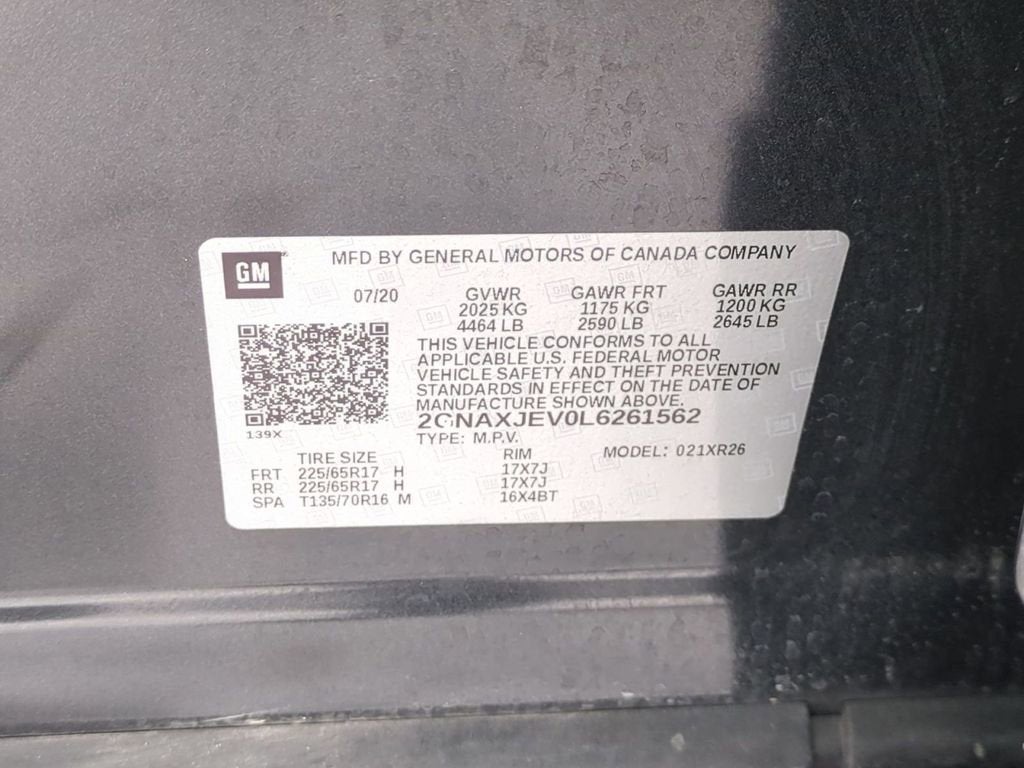 GM
MFD BY GENERAL MOTORS OF CANADA COMPANY
07/20 GVWR GAWR FRT GAWR RR
2025 KG 1175 KG 1200 KG
4464 LB 2590 LB 2645 LB
THIS VEHICLE CONFORMS TO ALL
APPLICABLE U.S. FEDERAL MOTOR
VEHICLE SAFETY AND THEFT PREVENTION
STANDARDS IN EFFECT ON THE DATE OF
MANUFACTURE SHOWN ABOVE.
2GNAXJEV0L6261562
139X
TYPE: M.P.V.
TIRE SIZE RIM MODEL: 021XR26
FRT 225/65R17 H 17X7J
RR 225/65R17 H 17X7J
SPA T135/70R16 M 16X4BT